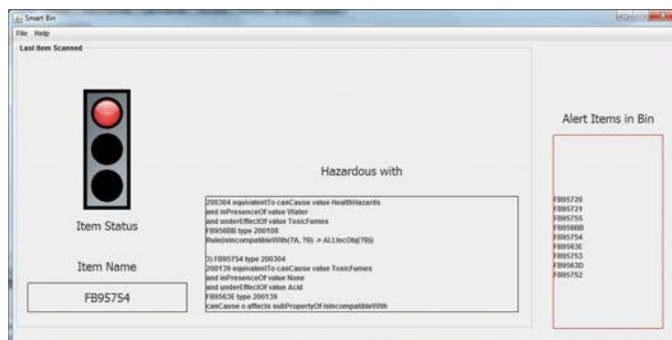 Smart Bin
File Help
Last Item Scanned
Alert Items in Bin
Hazardous with
Item Status
200304 equivalentTo canCause value HealthHazards
and inPresenceOf value Water
and underEffectOf value ToxicFumes
FB956BB type 200108
Rule(isIncompatibleWith(?A, ?B) -> ALLIncObj(?B))
3) FB95754 type 200304
200139 equivalentTo canCause value ToxicFumes
and inPresenceOf value None
and underEffectOf value Acid
FB9563E type 200139
canCause o affects subPropertyOf isIncompatibleWith
Item Name
FB95754
FB95720
FB95721
FB95755
FB956BB
FB95754
FB9563E
FB95753
FB9563D
FB95752